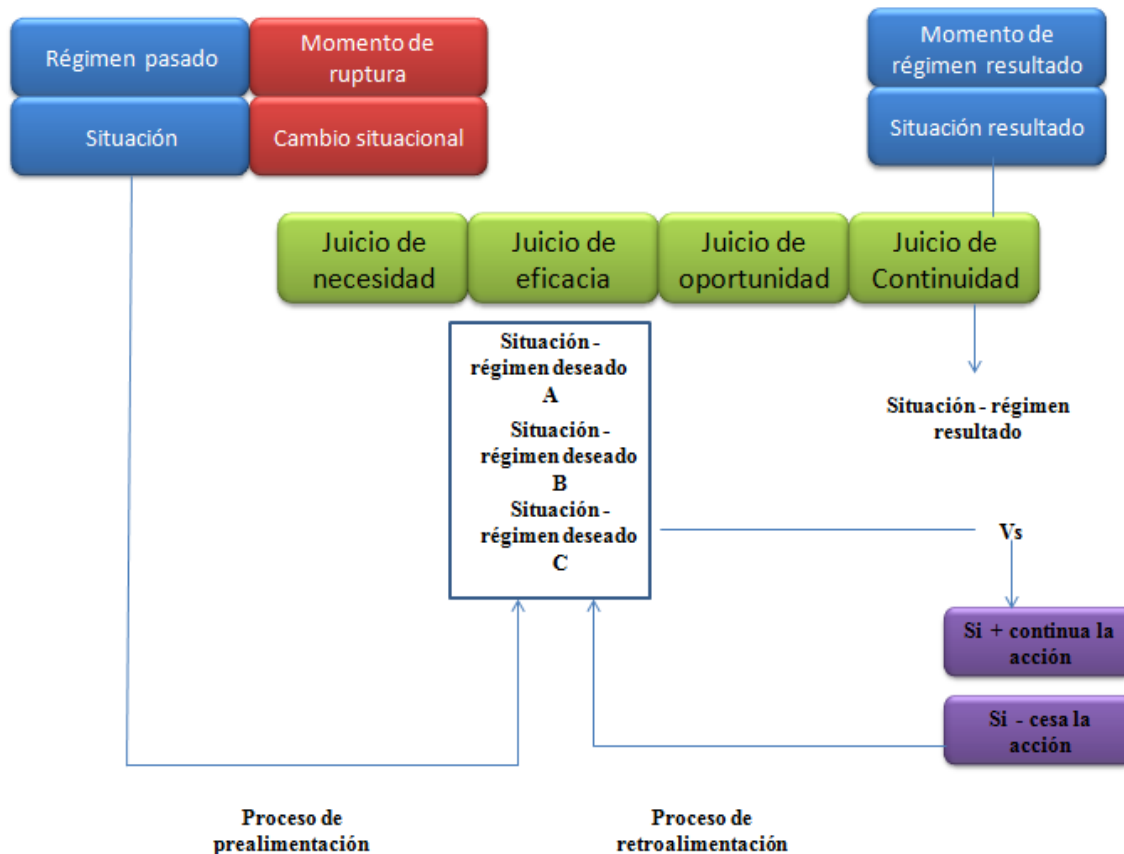 Régimen pasado
Momento de
ruptura
Momento de
régimen resultado
Situación
Cambio situacional
Situación resultado
Juicio de
necesidad
Juicio de
eficacia
Juicio de
oportunidad
Juicio de
Continuidad
Situación -
régimen deseado
A
Situación -
régimen deseado
B
Situación -
régimen deseado
C
Situación - régimen
resultado
Vs
Si + continua la
acción
Si - cesa la
acción
Proceso de
prealimentación
Proceso de
retroalimentación